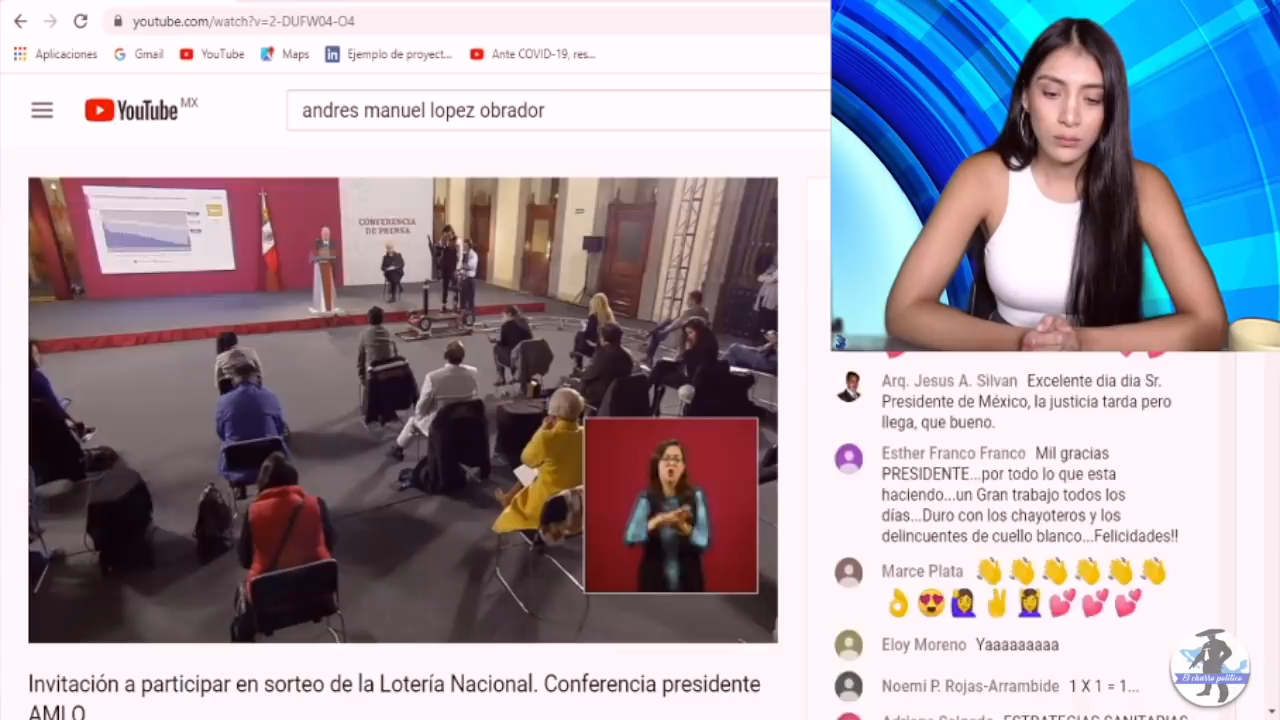 youtube.com/watch?v=2-DUFW04-O4
Aplicaciones
Gmail
YouTube
Maps
Ejemplo de proyect...
Ante COVID-19, res...
YouTube MX
andres manuel lopez obrador
CONFERENCIA
DE PRENSA
Arq. Jesus A. Silvan Excelente dia dia Sr.
Presidente de México, la justicia tarda pero
llega, que bueno.
Esther Franco Franco Mil gracias
PRESIDENTE...por todo lo que esta
haciendo...un Gran trabajo todos los
días...Duro con los chayoteros y los
delincuentes de cuello blanco...Felicidades!!
Marce Plata
Eloy Moreno Yaaaaaaaaa
Noemi P. Rojas-Arrambide 1 X 1 = 1...
El charro político
Invitación a participar en sorteo de la Lotería Nacional. Conferencia presidente
AMLO